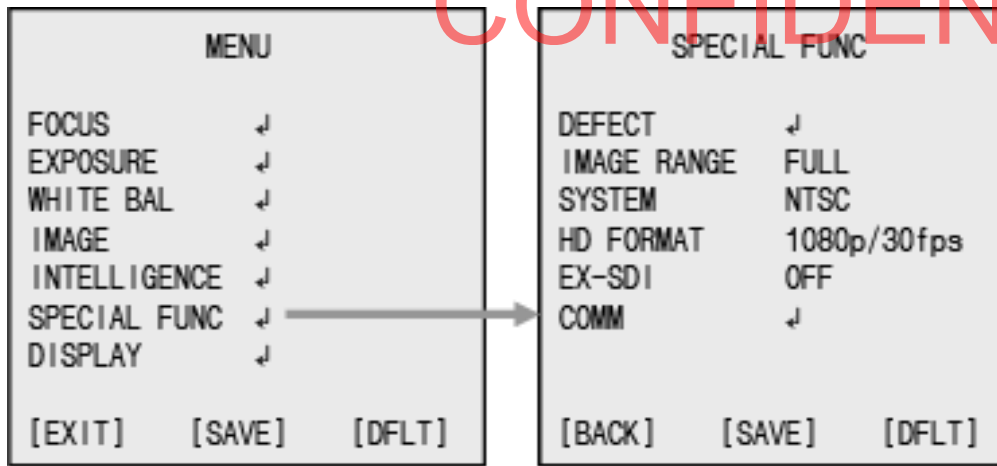 CONFIDEN
MENU
FOCUS ↲
EXPOSURE ↲
WHITE BAL ↲
IMAGE ↲
INTELLIGENCE ↲
SPECIAL FUNC ↲
DISPLAY ↲
[EXIT] [SAVE] [DFLT]
SPECIAL FUNC
DEFECT ↲
IMAGE RANGE FULL
SYSTEM NTSC
HD FORMAT 1080p/30fps
EX-SDI OFF
COMM ↲
[BACK] [SAVE] [DFLT]